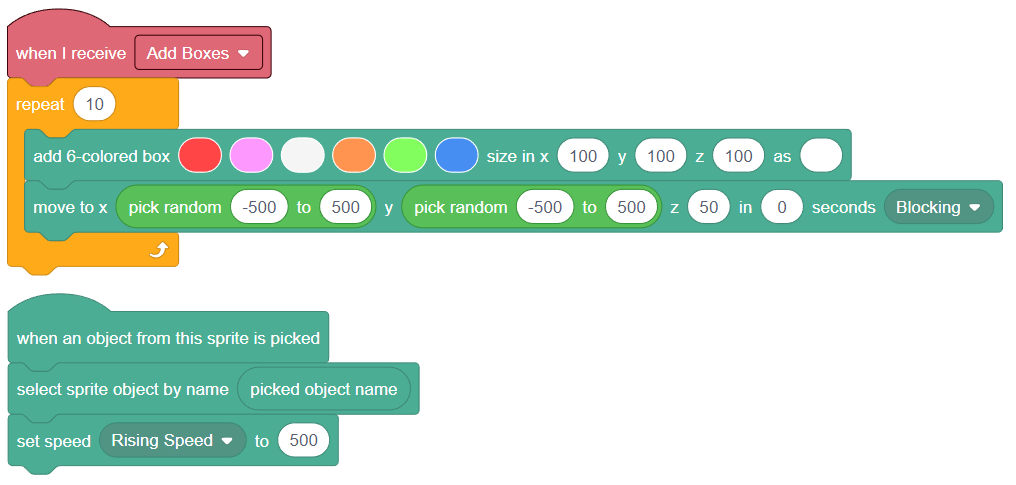 when I receive Add Boxes
repeat 10
add 6-colored box size in x 100 y 100 z 100 as
move to x pick random -500 to 500 y pick random -500 to 500 z 50 in 0 seconds Blocking
when an object from this sprite is picked
select sprite object by name picked object name
set speed Rising Speed to 500